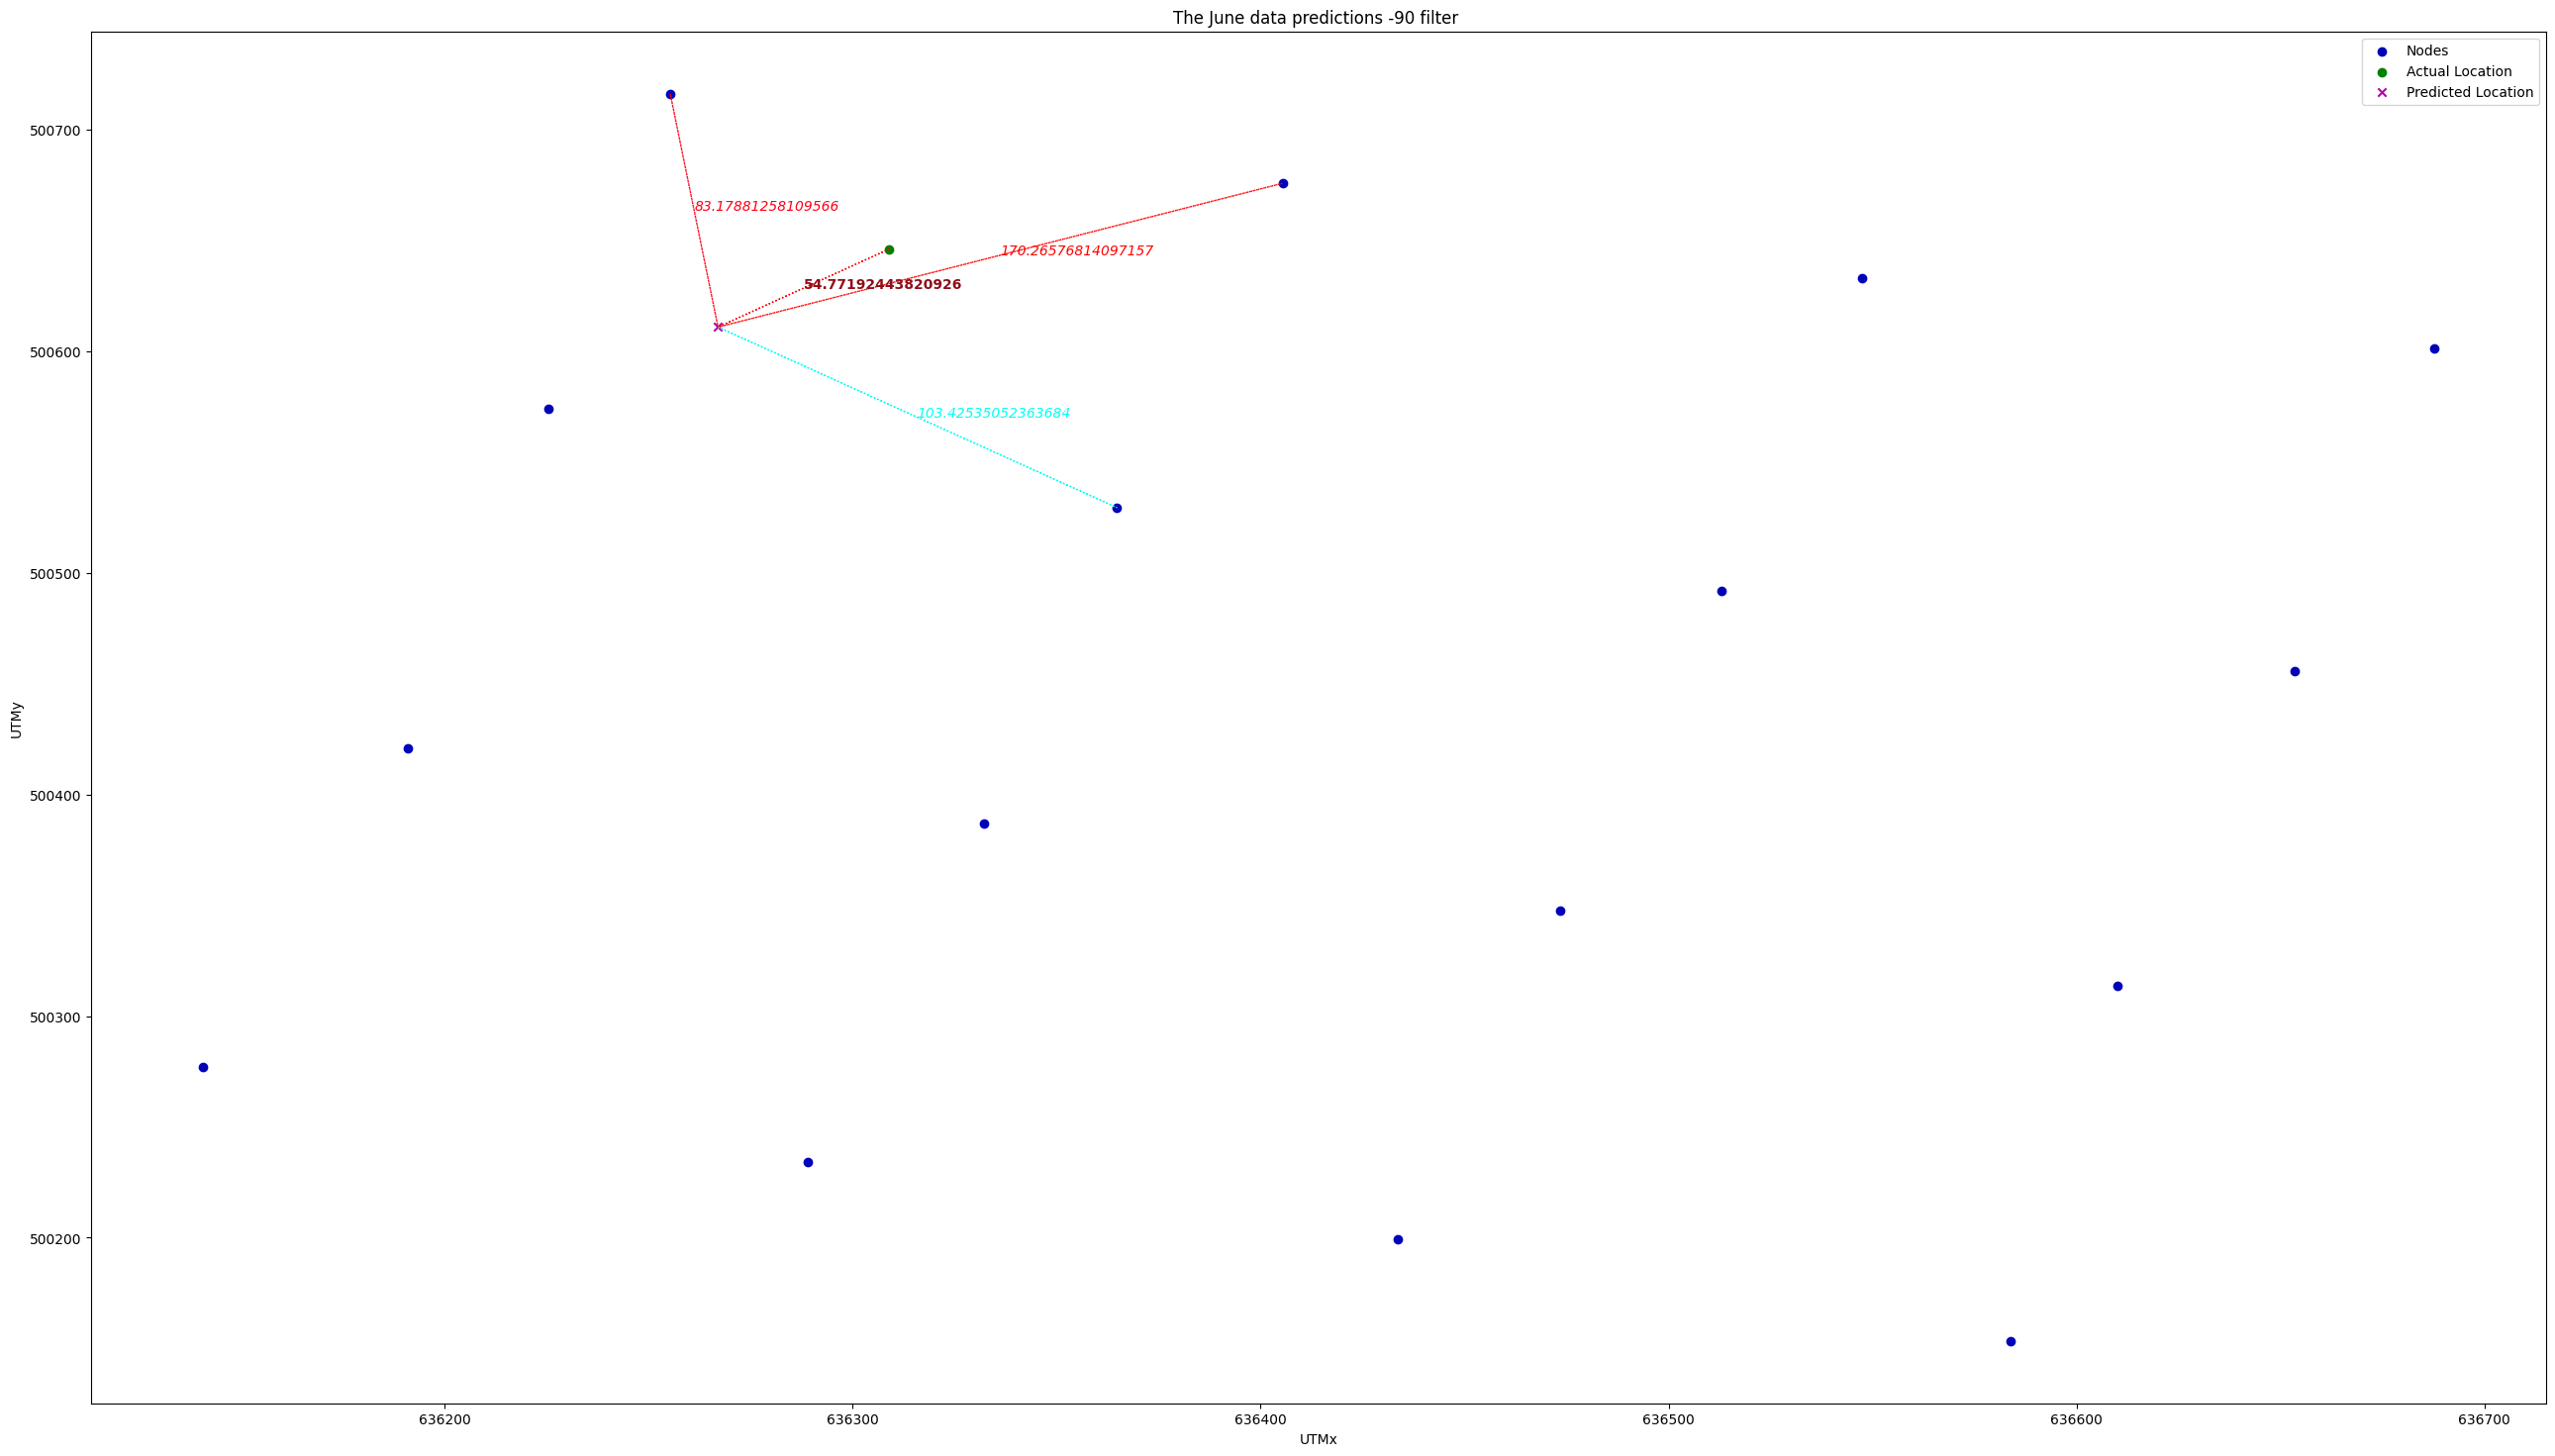 The June data predictions -90 filter
Nodes
Actual Location
Predicted Location
83.17881258109566
170.26576814097157
54.77192443820926
103.42535052363684
500700
500600
500500
500400
500300
500200
UTMy
636200
636300
636400
636500
636600
636700
UTMx